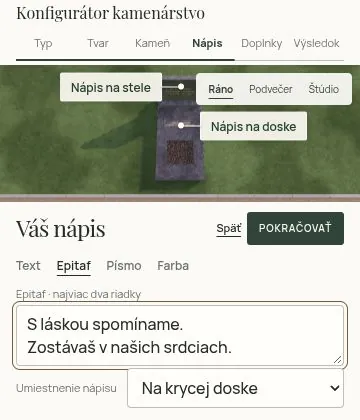 Konfigurátor kamenárstvo
Typ
Tvar
Kameň
Nápis
Doplnky
Výsledok
Nápis na stele
Ráno
Podvečer
Štúdio
Nápis na doske
Váš nápis
Späť
POKRAČOVAŤ
Text
Epitaf
Písmo
Farba
Epitaf · najviac dva riadky
S láskou spomíname.
Zostávaš v našich srdciach.
Umiestnenie nápisu
Na krycej doske